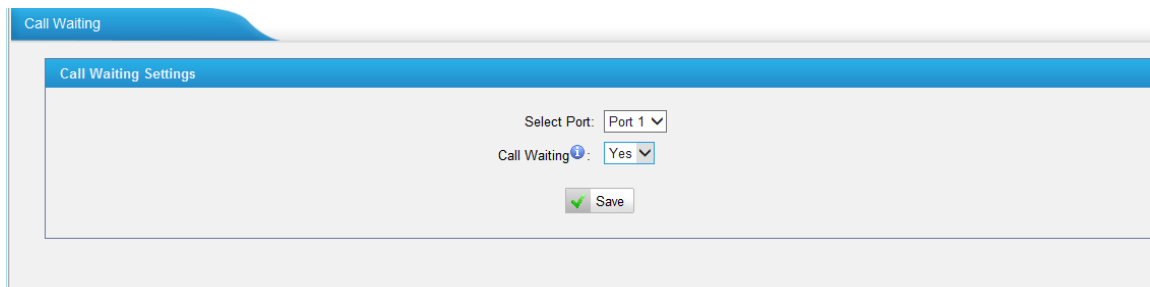 Call Waiting
Call Waiting Settings
Select Port: Port 1
Call Waiting: Yes
Save